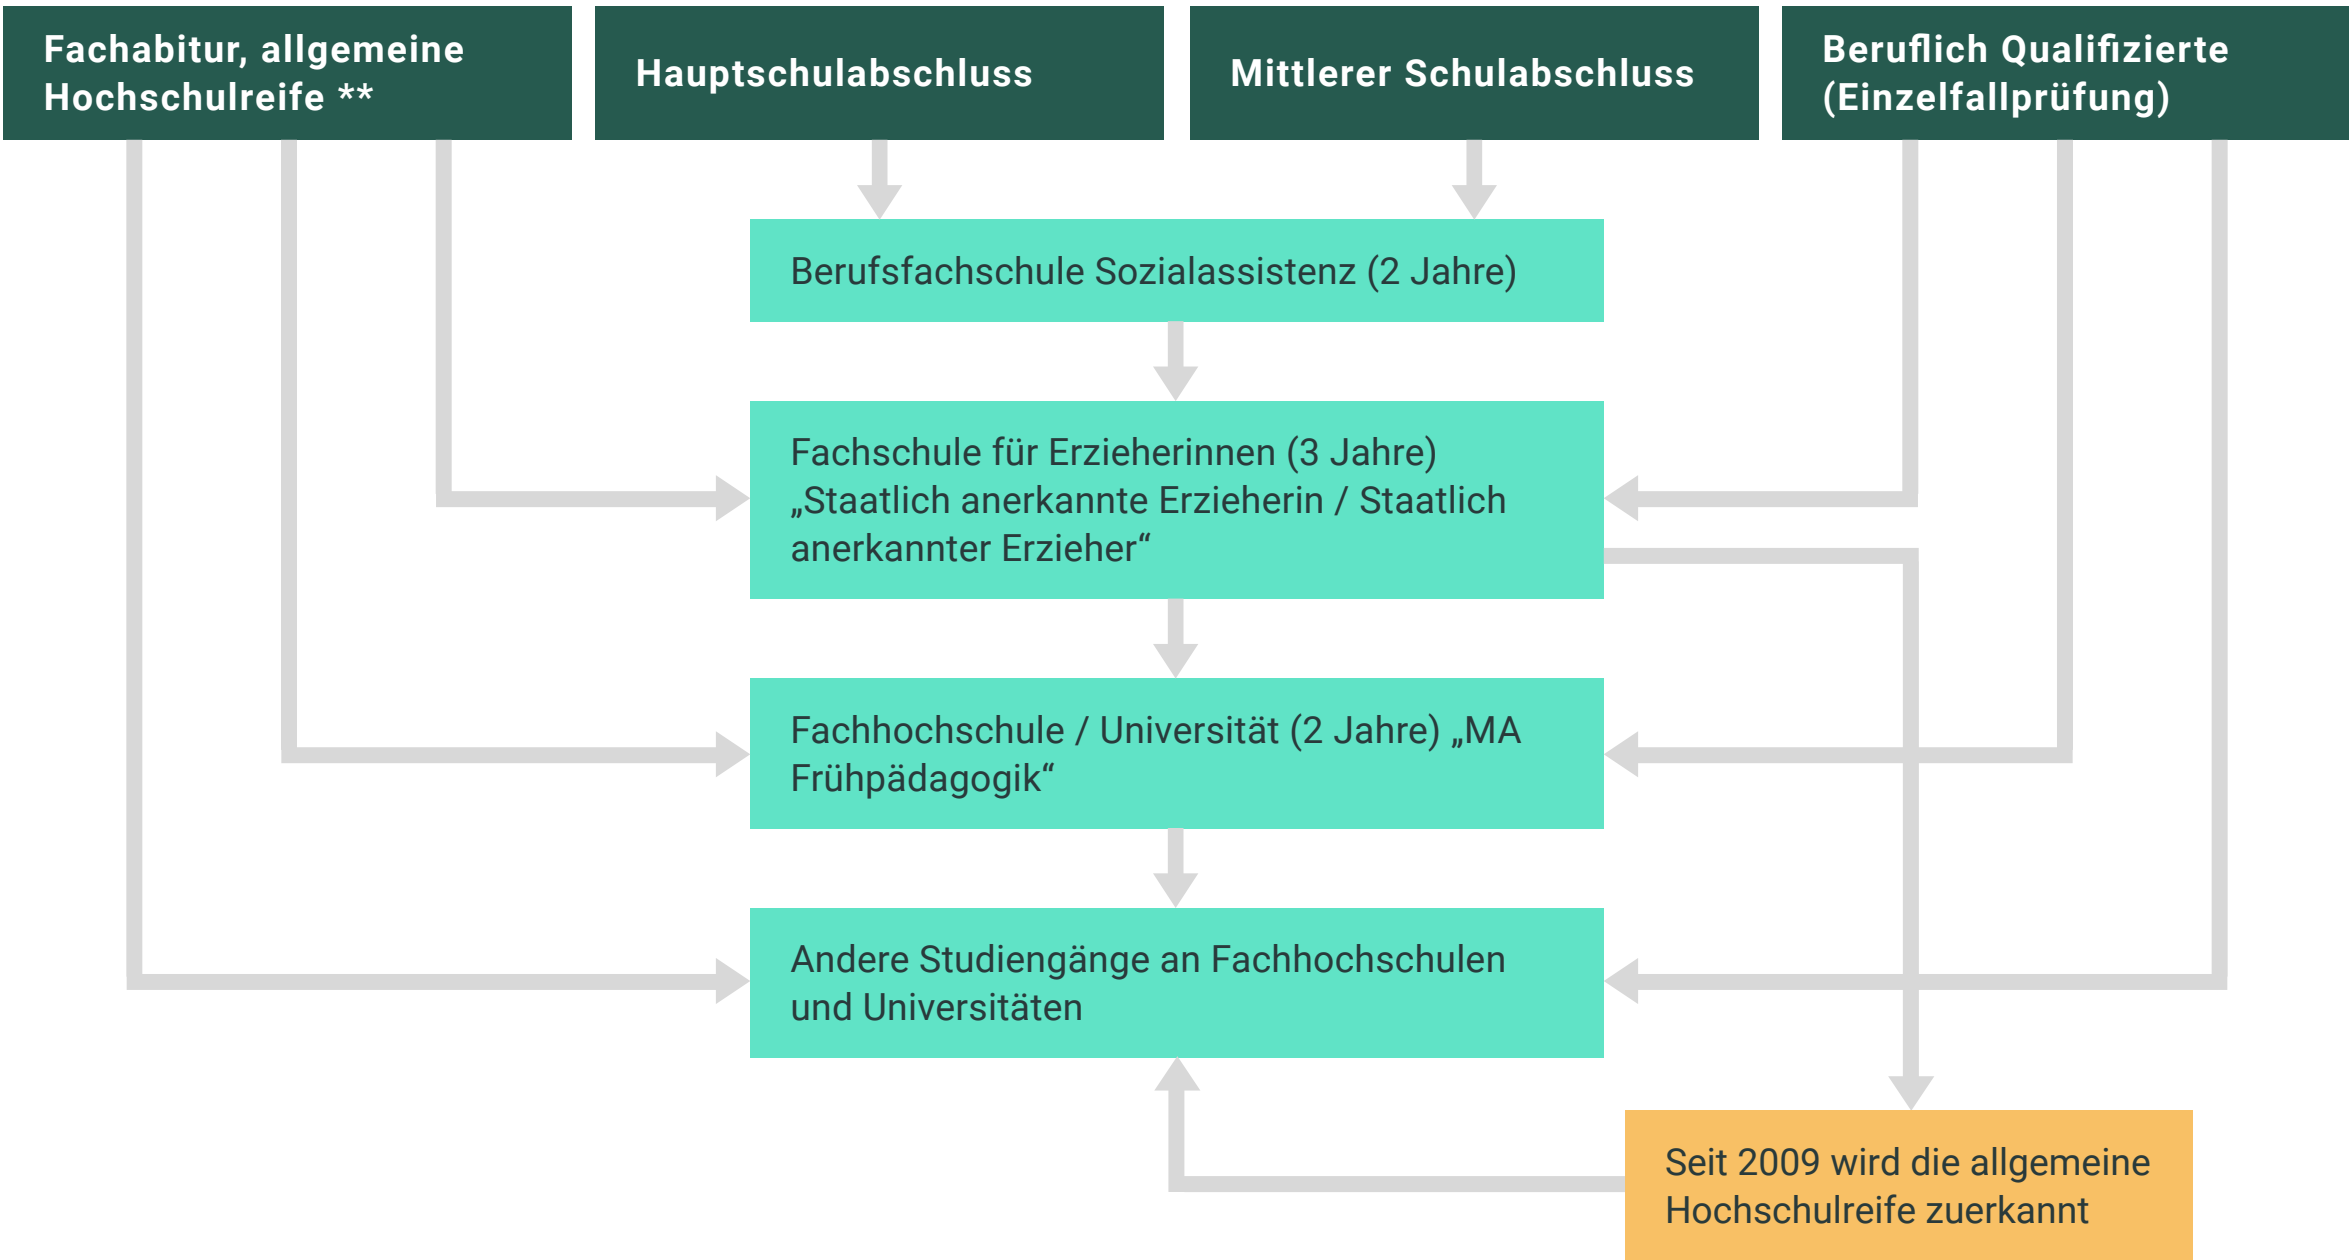 Fachabitur, allgemeine
Hochschulreife **
Hauptschulabschluss
Mittlerer Schulabschluss
Beruflich Qualifizierte
(Einzelfallprüfung)
Berufsfachschule Sozialassistenz (2 Jahre)
Fachschule für Erzieherinnen (3 Jahre)
„Staatlich anerkannte Erzieherin / Staatlich
anerkannter Erzieher“
Fachhochschule / Universität (2 Jahre) „MA
Frühpädagogik“
Andere Studiengänge an Fachhochschulen
und Universitäten
Seit 2009 wird die allgemeine
Hochschulreife zuerkannt